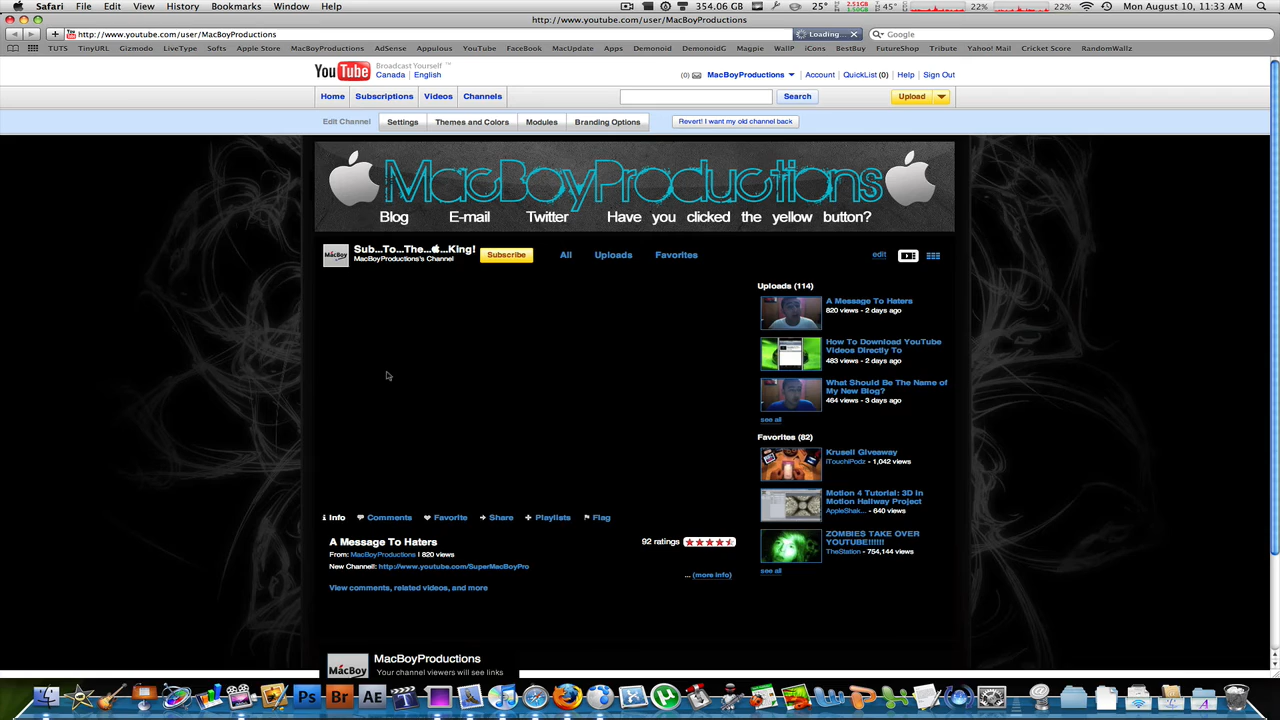 Safari File Edit View History Bookmarks Window Help 354.06 GB 25° 2.51GB 1.50GB 45° 22% 22% Mon August 10, 11:33 AM
http://www.youtube.com/user/MacBoyProductions
http://www.youtube.com/user/MacBoyProductions Loading... Google
TUTS TinyURL Gizmodo LiveType Softs Apple Store MacBoyProductions AdSense Appulous YouTube FaceBook MacUpdate Apps Demonoid DemonoidG Magpie WallP iCons BestBuy FutureShop Tribute Yahoo! Mail Cricket Score RandomWallz
YouTube Broadcast Yourself ™
Canada English (0) MacBoyProductions Account QuickList (0) Help Sign Out
Home Subscriptions Videos Channels Search Upload
Edit Channel Settings Themes and Colors Modules Branding Options Revert! I want my old channel back
MacBoyProductions
Blog E-mail Twitter Have you clicked the yellow button?
MacBoy
Sub...To...The...King!
MacBoyProductions's Channel
Subscribe All Uploads Favorites edit
Uploads (114)
A Message To Haters
820 views - 2 days ago
How To Download YouTube
Videos Directly To
483 views - 2 days ago
What Should Be The Name of
My New Blog?
464 views - 3 days ago
see all
Favorites (82)
Krusell Giveaway
iTouchiPodz - 1,042 views
Motion 4 Tutorial: 3D In
Motion Hallway Project
AppleShak... - 640 views
ZOMBIES TAKE OVER
YOUTUBE!!!!!!
TheStation - 754,144 views
see all
Info Comments Favorite Share Playlists Flag
A Message To Haters 92 ratings
From: MacBoyProductions | 820 views
New Channel: http://www.youtube.com/SuperMacBoyPro
... (more info)
View comments, related videos, and more
MacBoy
MacBoyProductions
Your channel viewers will see links
Ps Br AE